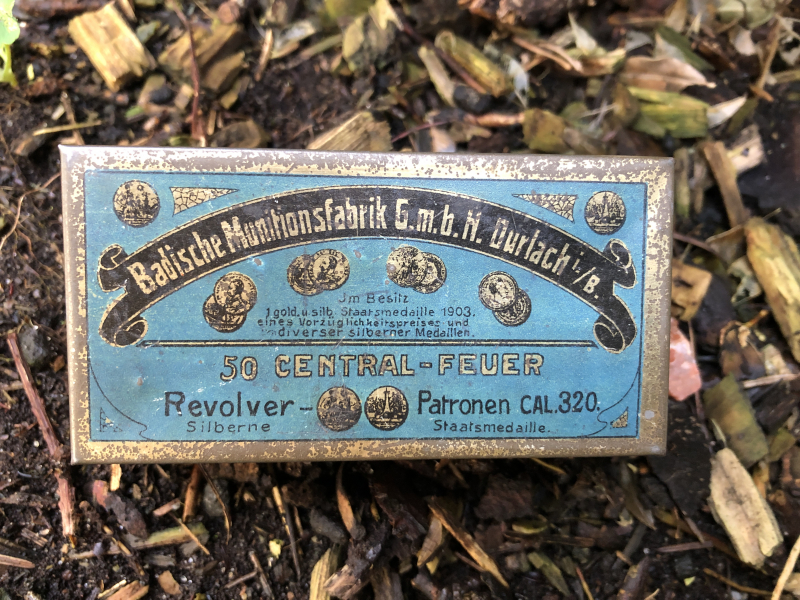 Badische Munitionsfabrik G.m.b.H. Durlach i./B.
Im Besitz
1 gold. u. silb. Staatsmedaille 1903.
eines Vorzüglichkeitspreises und
diverser silberner Medaillen.
50 CENTRAL-FEUER
Revolver- Patronen CAL.320.
Silberne Staatsmedaille.